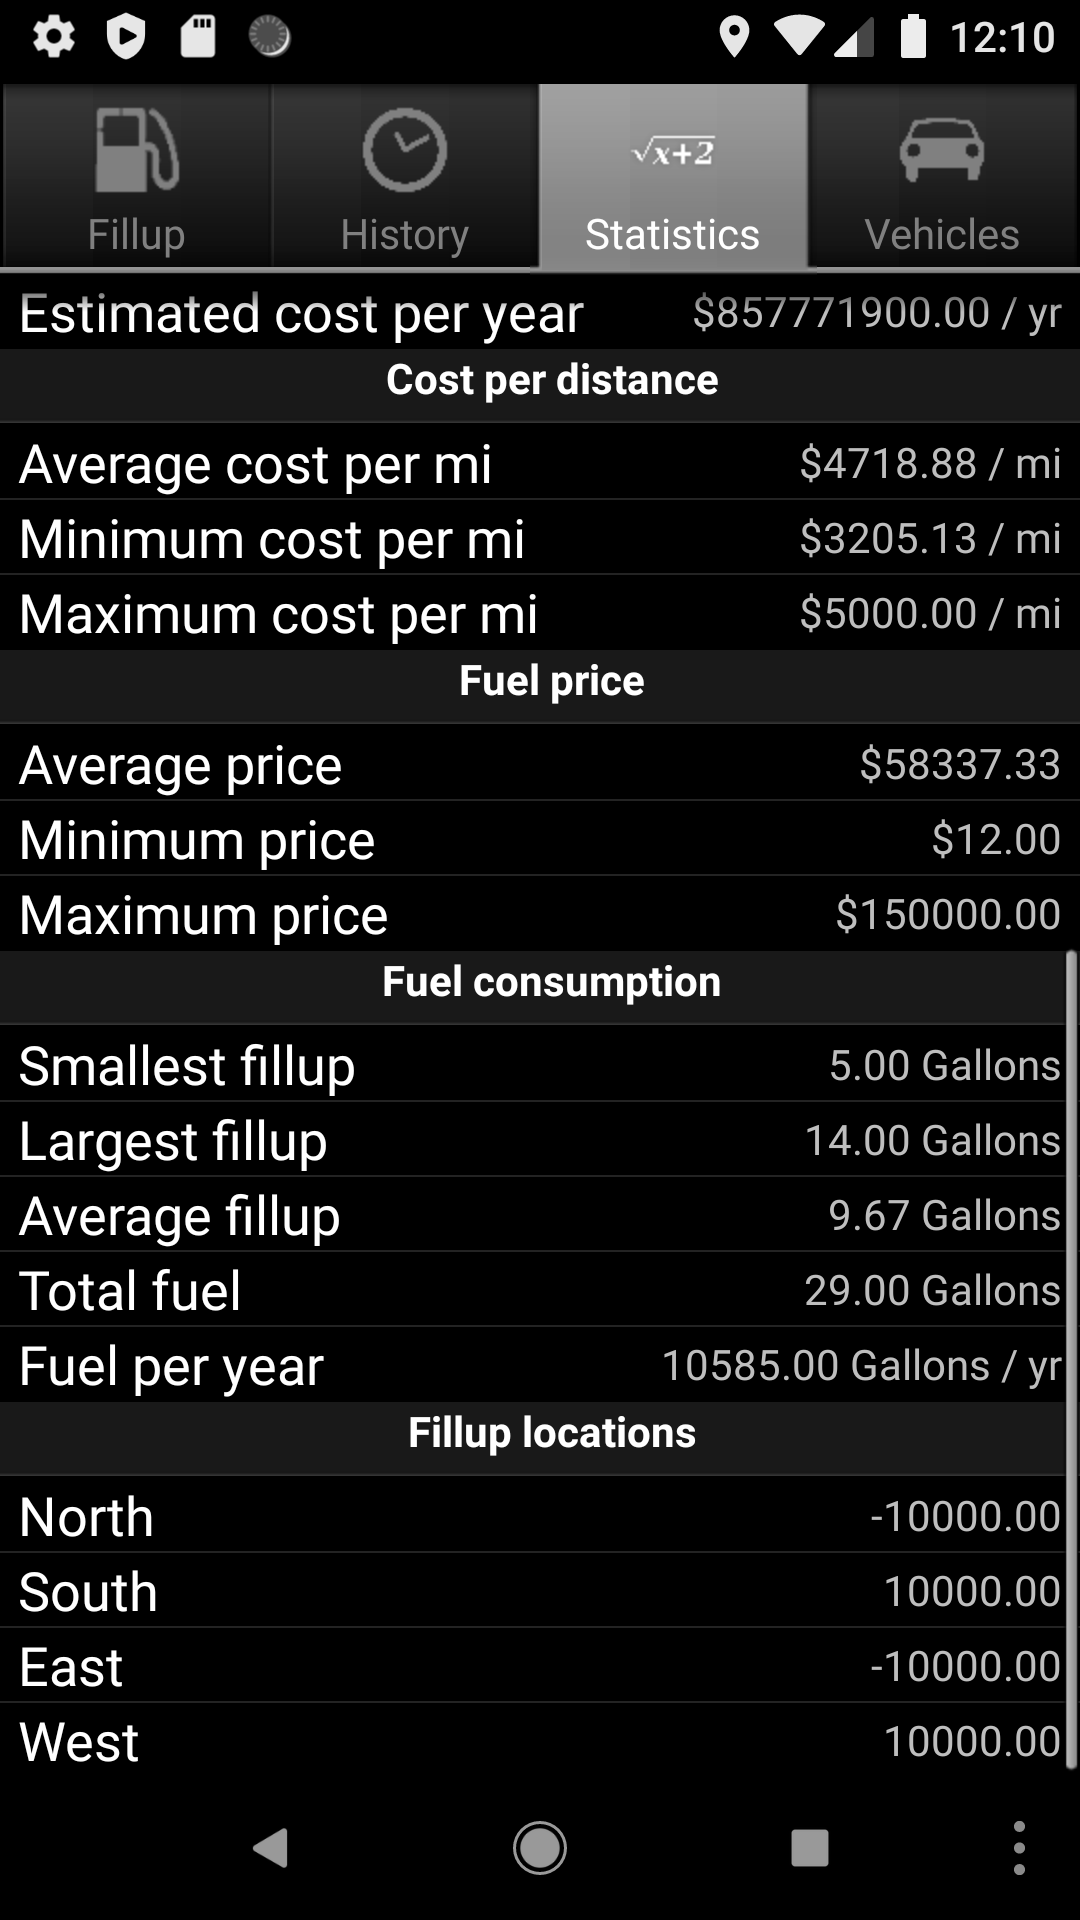 12:10
√x+2
Fillup History Statistics Vehicles
Estimated cost per year $857771900.00 / yr
Cost per distance
Average cost per mi $4718.88 / mi
Minimum cost per mi $3205.13 / mi
Maximum cost per mi $5000.00 / mi
Fuel price
Average price $58337.33
Minimum price $12.00
Maximum price $150000.00
Fuel consumption
Smallest fillup 5.00 Gallons
Largest fillup 14.00 Gallons
Average fillup 9.67 Gallons
Total fuel 29.00 Gallons
Fuel per year 10585.00 Gallons / yr
Fillup locations
North -10000.00
South 10000.00
East -10000.00
West 10000.00